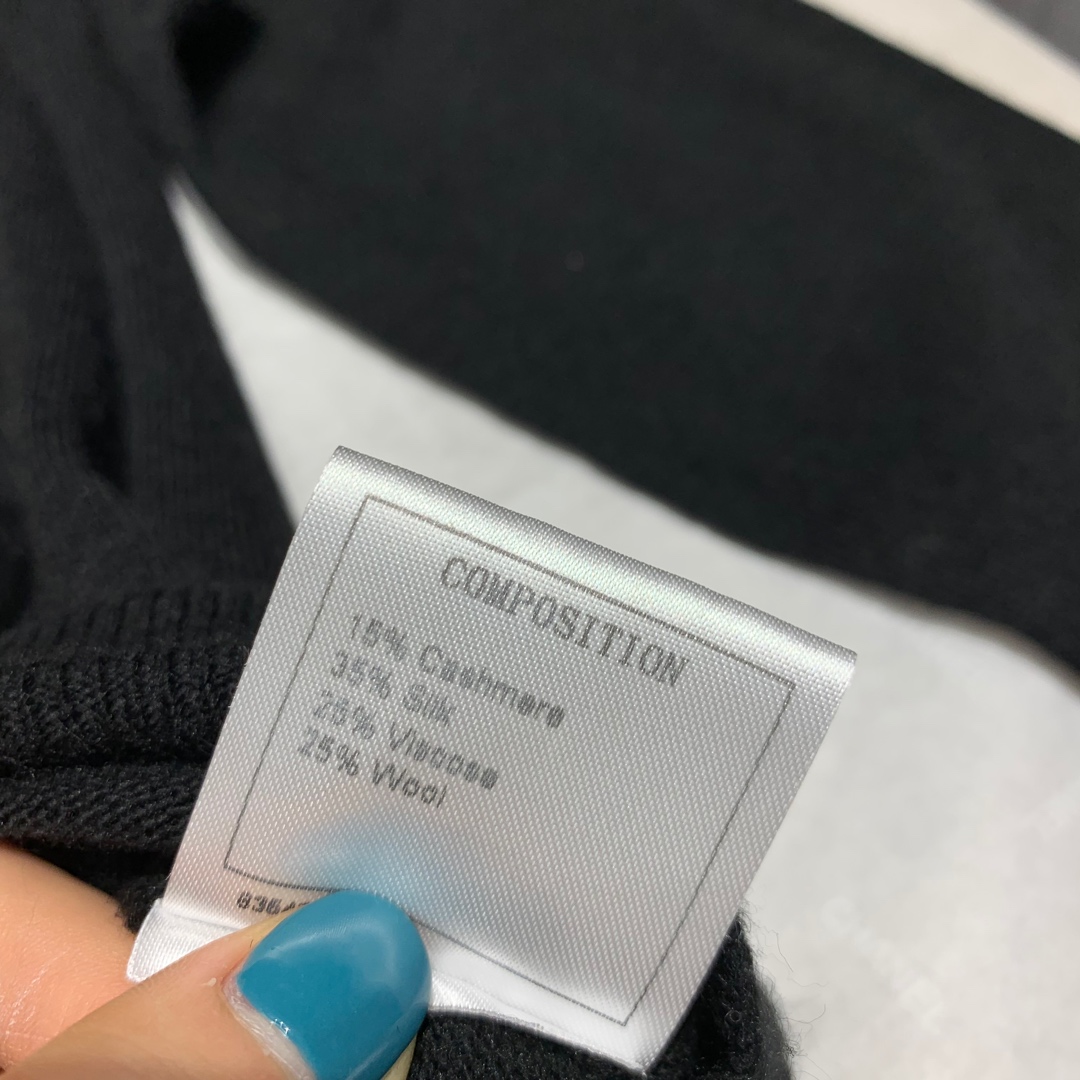 COMPOSITION
15% Cashmere
35% Silk
25% Viscose
25% Wool